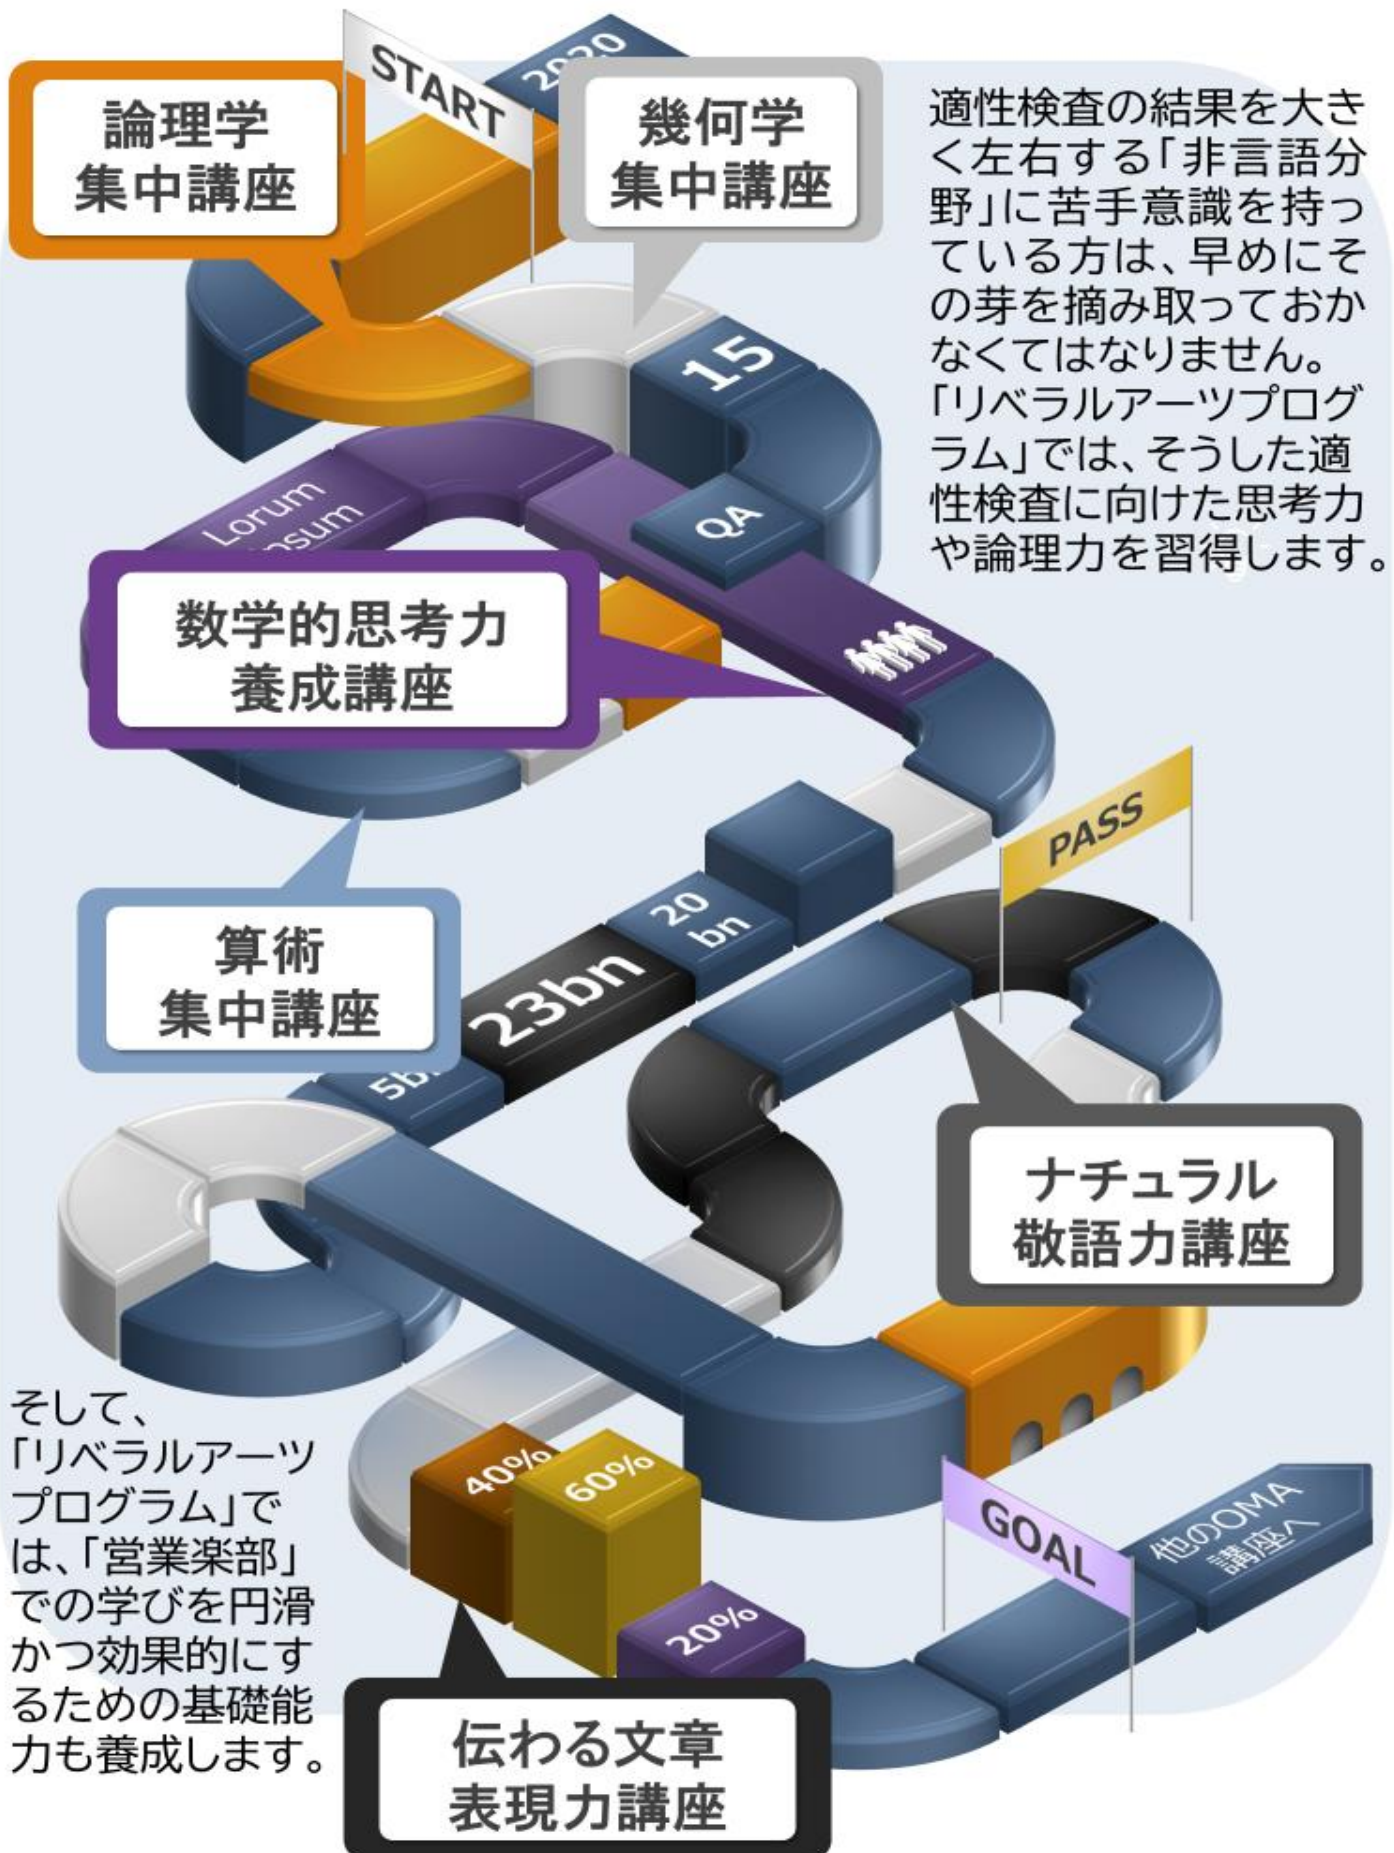 START
2020
論理学
集中講座
幾何学
集中講座
適性検査の結果を大き
く左右する「非言語分
野」に苦手意識を持っ
ている方は、早めにそ
の芽を摘み取っておか
なくてはなりません。
「リベラルアーツプログ
ラム」では、そうした適
性検査に向けた思考力
や論理力を習得します。
15
QA
Lorum
数学的思考力
養成講座
PASS
算術
集中講座
20
bn
23bn
ナチュラル
敬語力講座
そして、
「リベラルアーツ
プログラム」で
は、「営業楽部」
での学びを円滑
かつ効果的にす
るための基礎能
力も養成します。
40%
60%
20%
GOAL
他のOMA
講座へ
伝わる文章
表現力講座